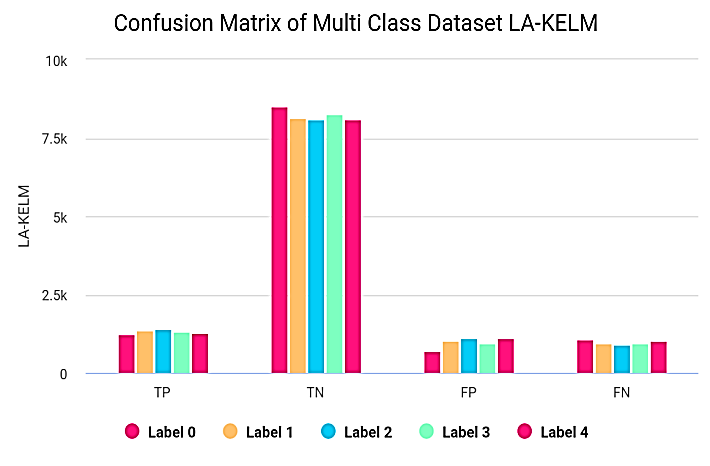 Confusion Matrix of Multi Class Dataset LA-KELM
10k
7.5k
5k
2.5k
0
LA-KELM
TP TN FP FN
Label 0 Label 1 Label 2 Label 3 Label 4